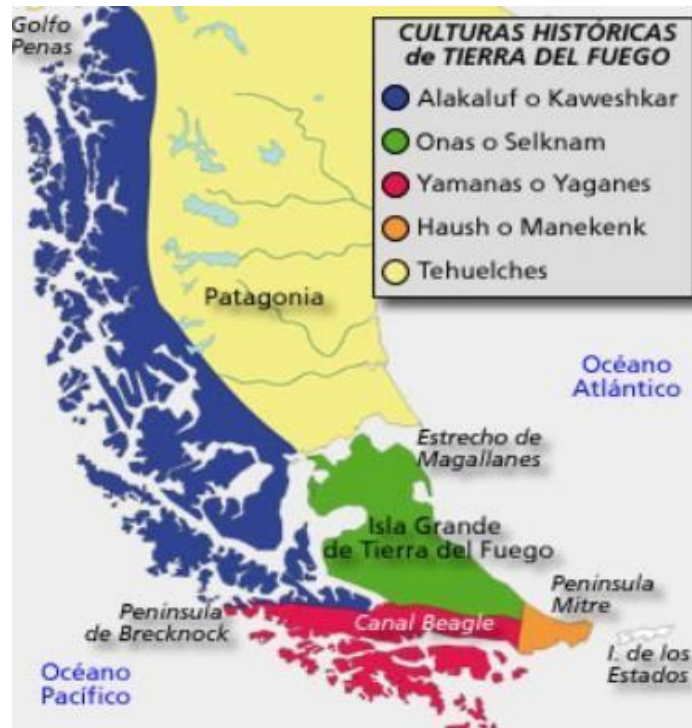 Golfo
Penas
CULTURAS HISTÓRICAS
de TIERRA DEL FUEGO
Alakaluf o Kaweshkar
Onas o Selknam
Yamanas o Yaganes
Haush o Manekenk
Tehuelches
Patagonia
Océano
Atlántico
Estrecho de
Magallanes
Isla Grande
de Tierra del Fuego
Península
Mitre
Península
de Brecknock
Canal Beagle
I. de los
Estados
Océano
Pacífico